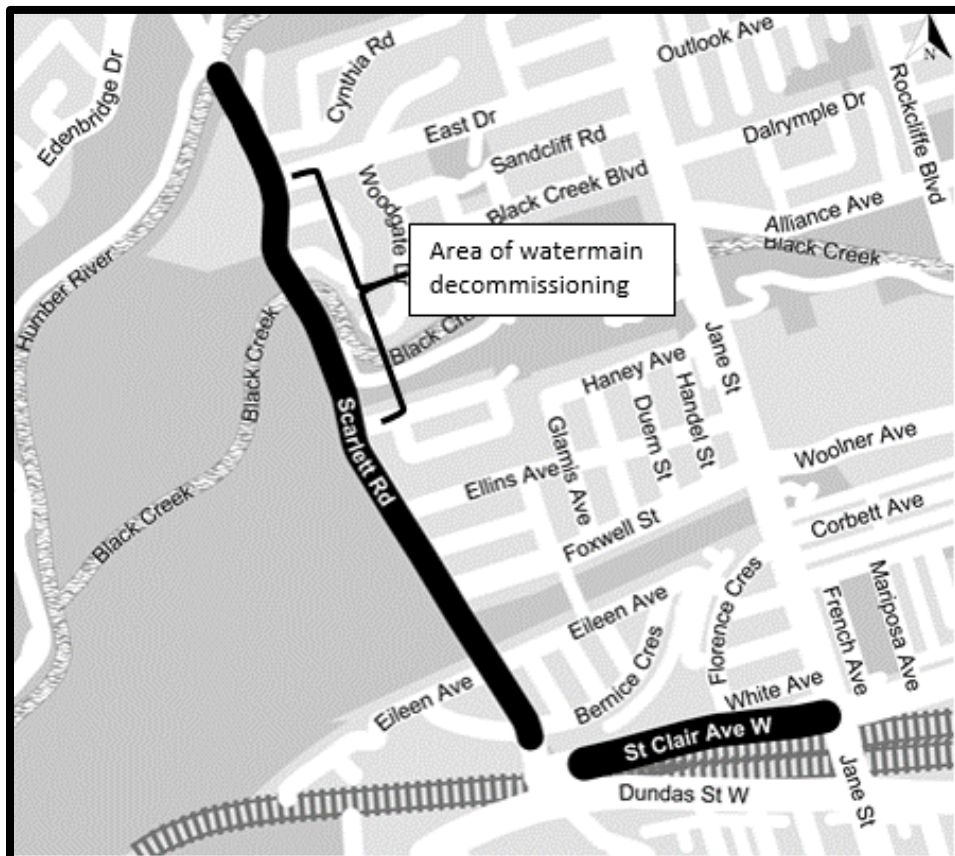 Outlook Ave
N
Cynthia Rd
Rockcliffe Blvd
Edenbridge Dr
East Dr
Dalrymple Dr
Sandcliff Rd
Woodgate Dr
Black Creek Blvd
Alliance Ave
Black Creek
Area of watermain
decommissioning
Humber River
Black Cre
Black Creek
Jane St
Haney Ave
Handel St
Duern St
Scarlett Rd
Glamis Ave
Woolner Ave
Ellins Ave
Black Creek
Foxwell St
Corbett Ave
Mariposa Ave
French Ave
Florence Cres
Eileen Ave
Bernice Cres
Eileen Ave
White Ave
St Clair Ave W
Dundas St W
Jane St